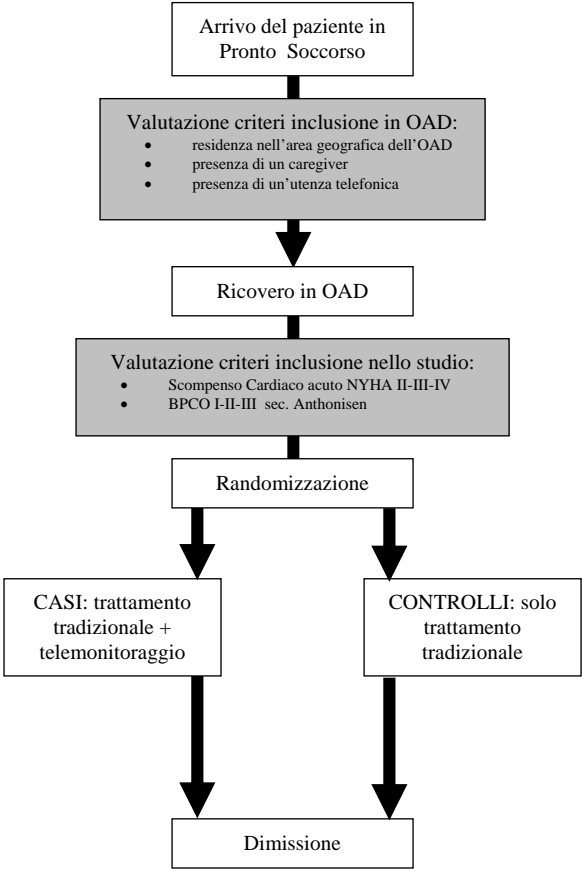 Arrivo del paziente in
Pronto Soccorso
Valutazione criteri inclusione in OAD:
• residenza nell'area geografica dell'OAD
• presenza di un caregiver
• presenza di un'utenza telefonica
Ricovero in OAD
Valutazione criteri inclusione nello studio:
• Scompenso Cardiaco acuto NYHA II-III-IV
• BPCO I-II-III sec. Anthonisen
Randomizzazione
CASI: trattamento
tradizionale +
telemonitoraggio
CONTROLLI: solo
trattamento
tradizionale
Dimissione